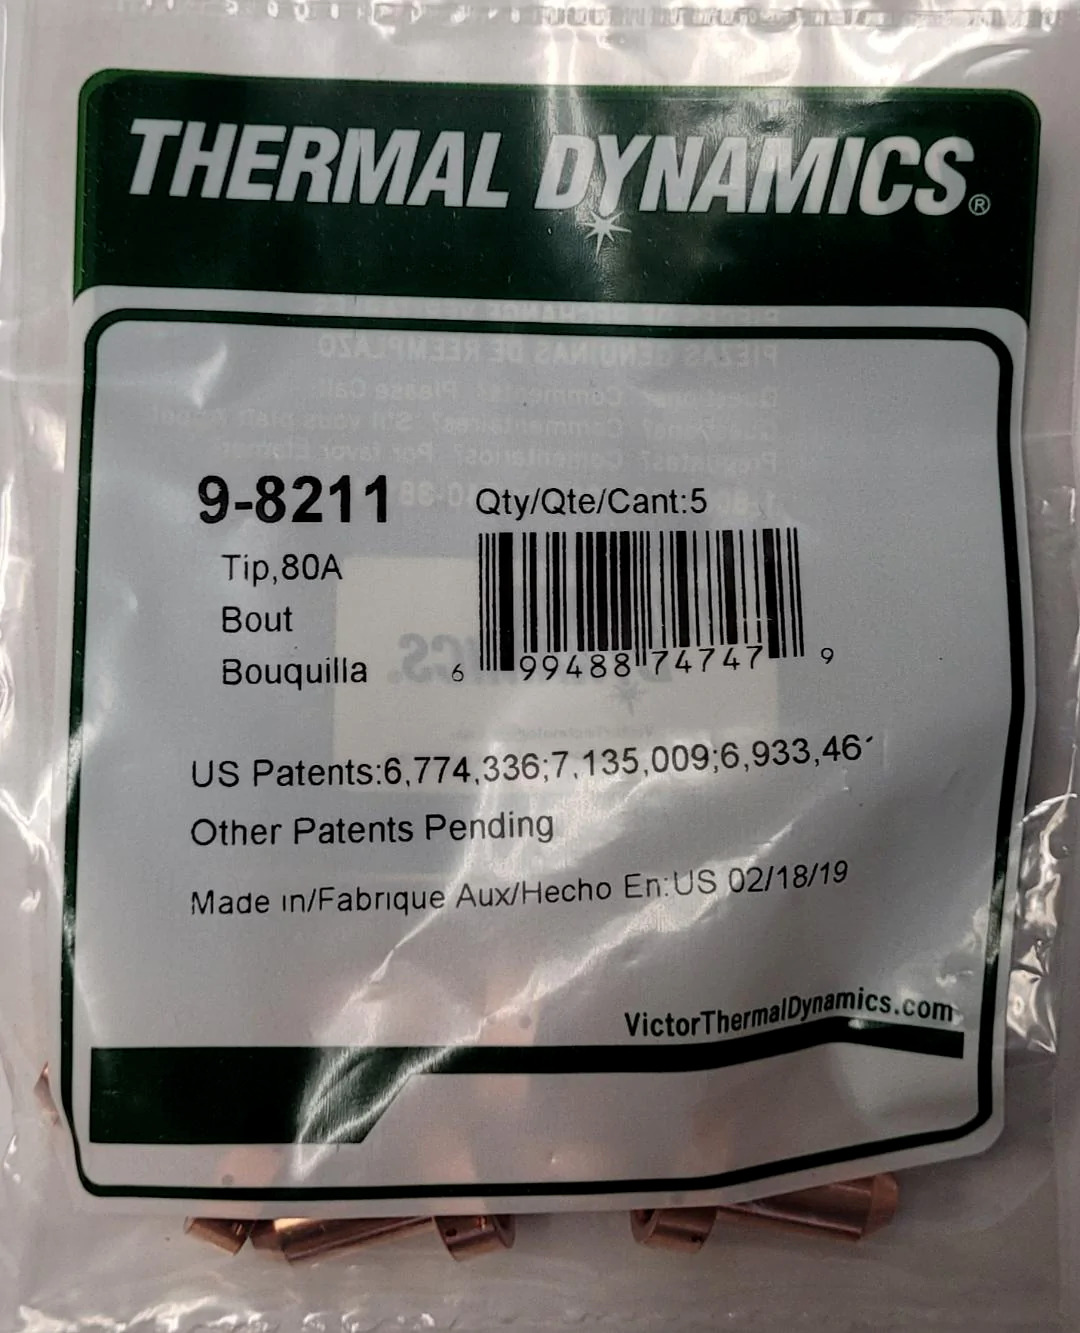 THERMAL DYNAMICS®
9-8211
Qty/Qte/Cant:5
Tip,80A
Bout
Bouquilla
6 99488 74747 9
US Patents:6,774,336;7,135,009;6,933,46
Other Patents Pending
Made in/Fabrique Aux/Hecho En:US 02/18/19
VictorThermalDynamics.com